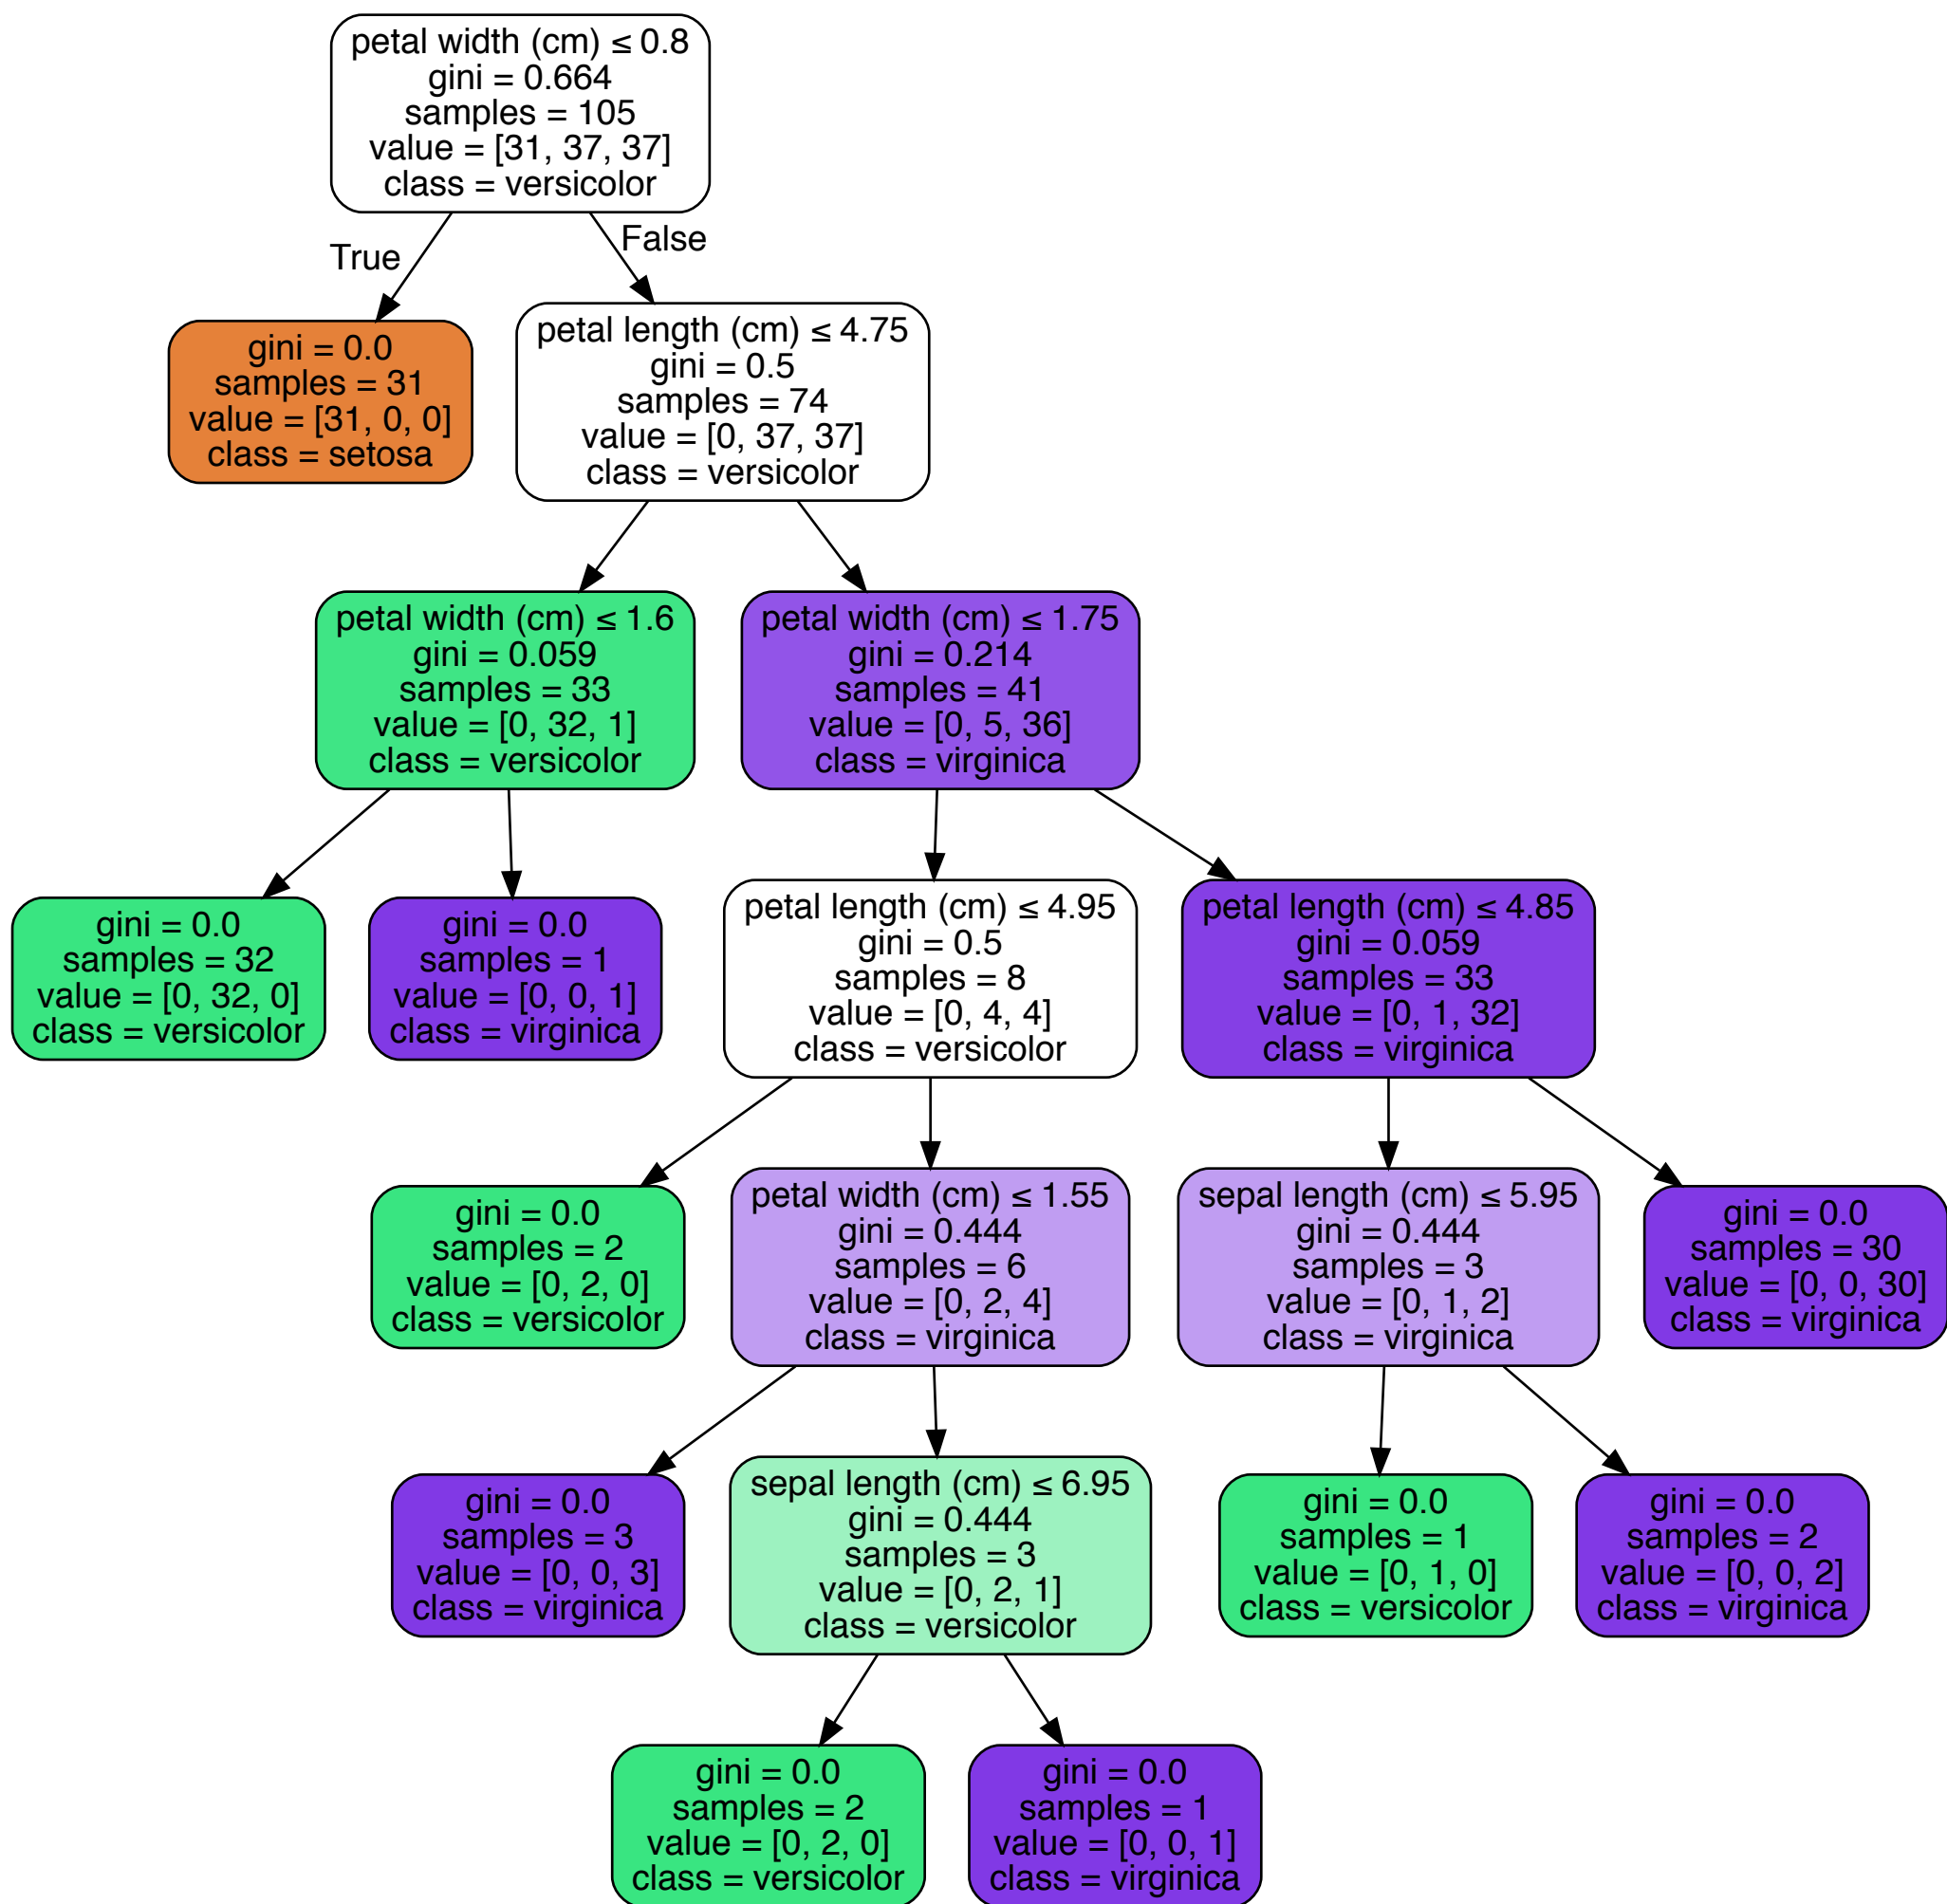 petal width (cm) ≤ 0.8
gini = 0.664
samples = 105
value = [31, 37, 37]
class = versicolor
True
False
gini = 0.0
samples = 31
value = [31, 0, 0]
class = setosa
petal length (cm) ≤ 4.75
gini = 0.5
samples = 74
value = [0, 37, 37]
class = versicolor
petal width (cm) ≤ 1.6
gini = 0.059
samples = 33
value = [0, 32, 1]
class = versicolor
petal width (cm) ≤ 1.75
gini = 0.214
samples = 41
value = [0, 5, 36]
class = virginica
gini = 0.0
samples = 32
value = [0, 32, 0]
class = versicolor
gini = 0.0
samples = 1
value = [0, 0, 1]
class = virginica
petal length (cm) ≤ 4.95
gini = 0.5
samples = 8
value = [0, 4, 4]
class = versicolor
petal length (cm) ≤ 4.85
gini = 0.059
samples = 33
value = [0, 1, 32]
class = virginica
gini = 0.0
samples = 2
value = [0, 2, 0]
class = versicolor
petal width (cm) ≤ 1.55
gini = 0.444
samples = 6
value = [0, 2, 4]
class = virginica
sepal length (cm) ≤ 5.95
gini = 0.444
samples = 3
value = [0, 1, 2]
class = virginica
gini = 0.0
samples = 30
value = [0, 0, 30]
class = virginica
gini = 0.0
samples = 3
value = [0, 0, 3]
class = virginica
sepal length (cm) ≤ 6.95
gini = 0.444
samples = 3
value = [0, 2, 1]
class = versicolor
gini = 0.0
samples = 1
value = [0, 1, 0]
class = versicolor
gini = 0.0
samples = 2
value = [0, 0, 2]
class = virginica
gini = 0.0
samples = 2
value = [0, 2, 0]
class = versicolor
gini = 0.0
samples = 1
value = [0, 0, 1]
class = virginica